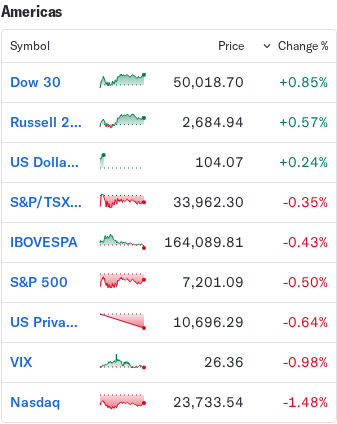 Americas
Symbol Price Change %
Dow 30 50,018.70 +0.85%
Russell 2... 2,684.94 +0.57%
US Dolla... 104.07 +0.24%
S&P/TSX... 33,962.30 -0.35%
IBOVESPA 164,089.81 -0.43%
S&P 500 7,201.09 -0.50%
US Priva... 10,696.29 -0.64%
VIX 26.36 -0.98%
Nasdaq 23,733.54 -1.48%